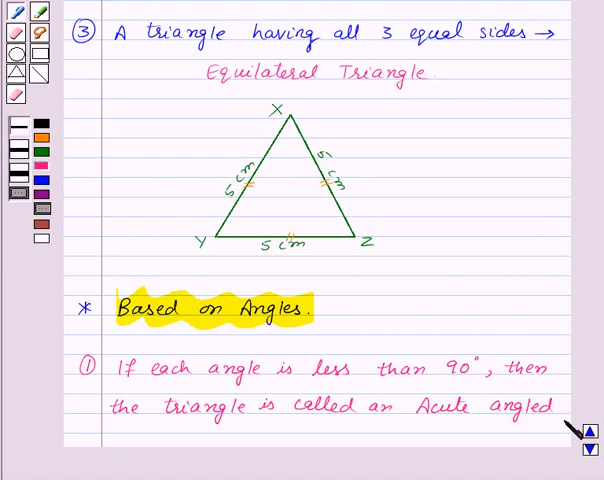 ③ A triangle having all 3 equal sides →
Equilateral Triangle.
X
5 cm
5 cm
Y
5 cm
Z
* Based on Angles.
① If each angle is less than 90°, then
the triangle is called an Acute angled